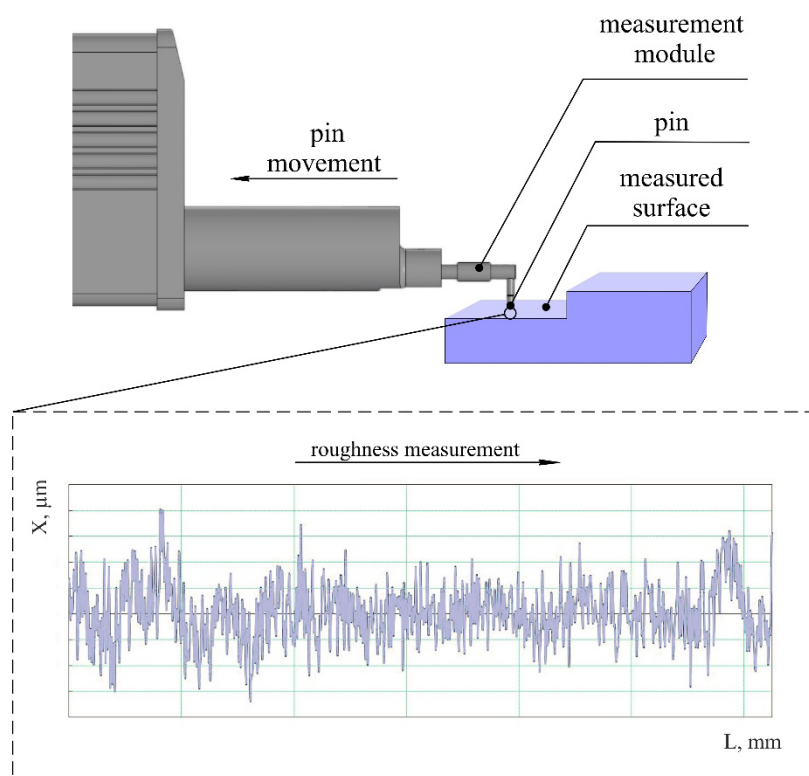 measurement
module
pin
movement
pin
measured
surface
roughness measurement
X, μm
L, mm